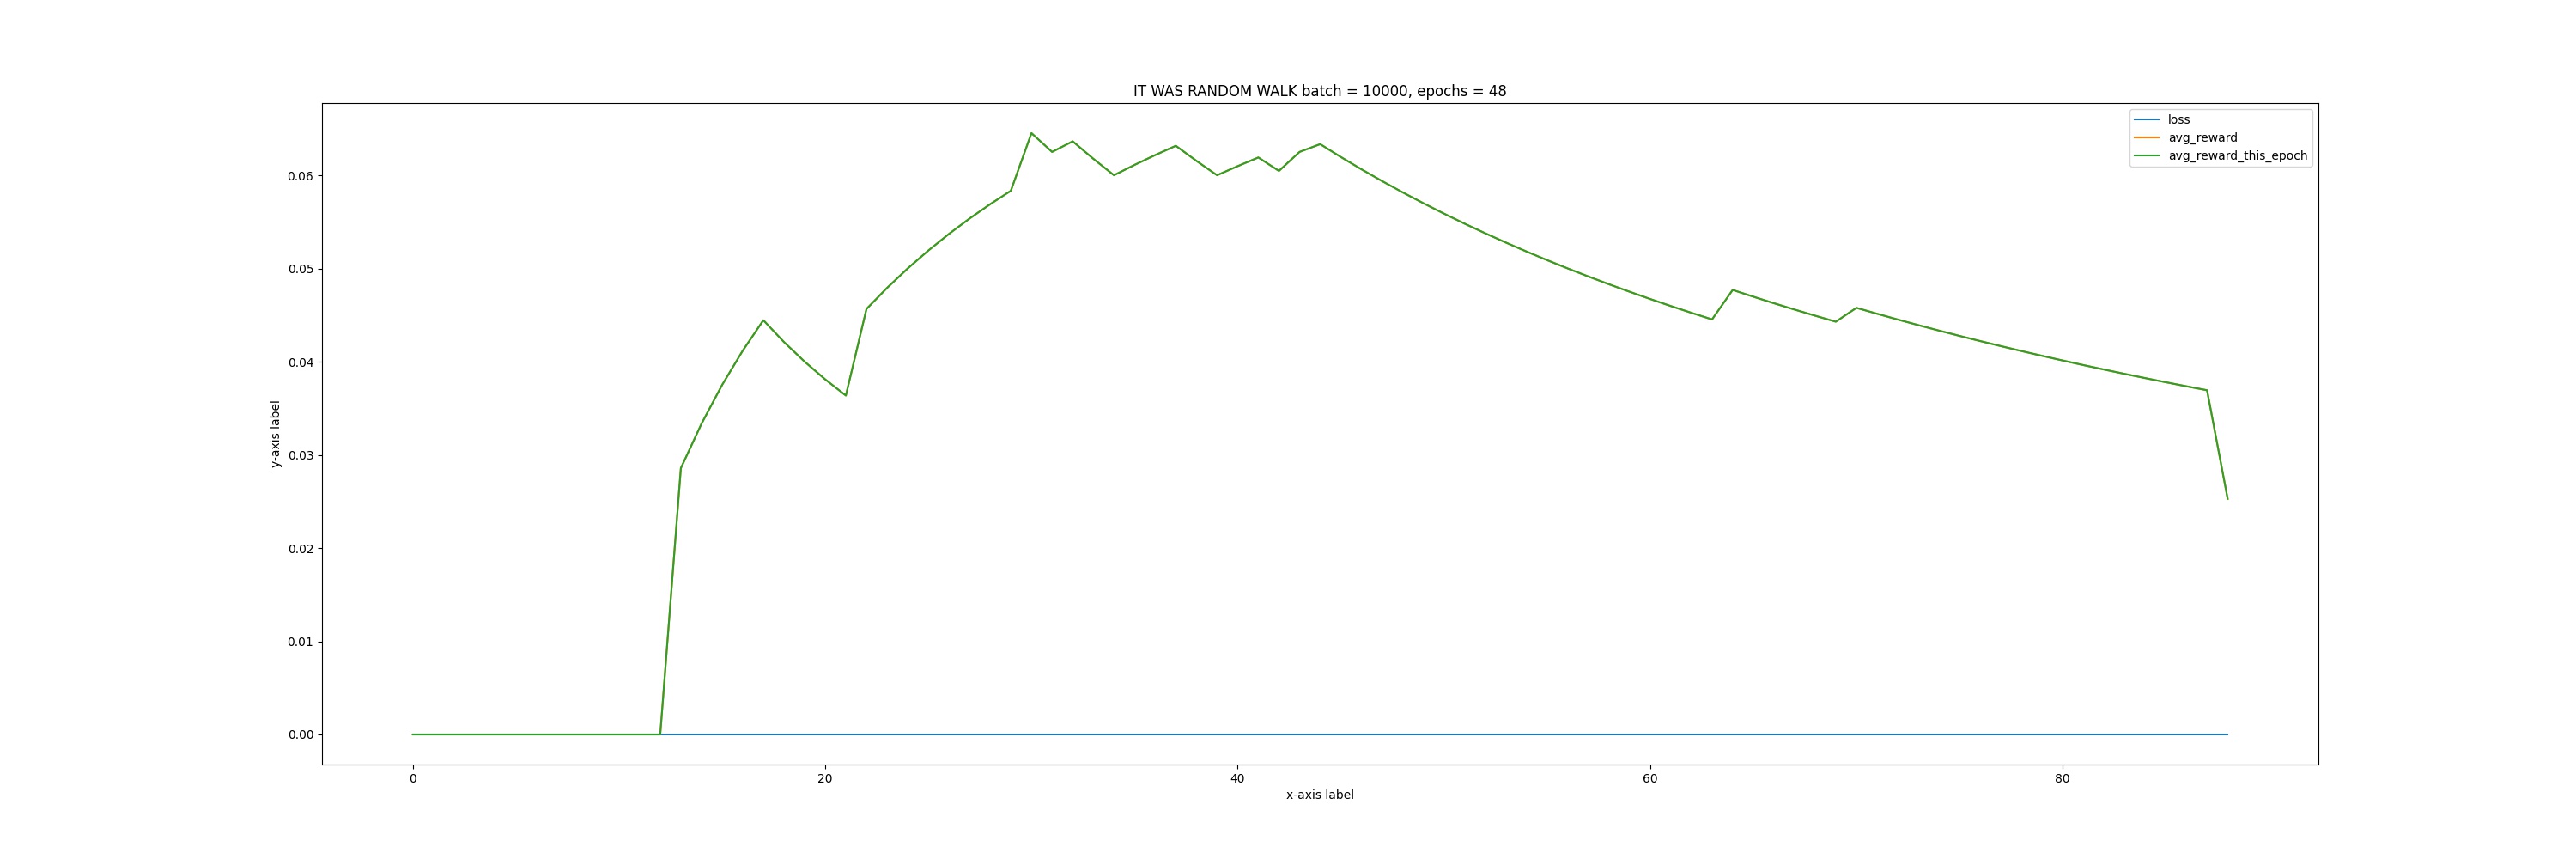 IT WAS RANDOM WALK batch = 10000, epochs = 48
loss
avg_reward
avg_reward_this_epoch
y-axis label
0.06
0.05
0.04
0.03
0.02
0.01
0.00
0 20 40 60 80
x-axis label